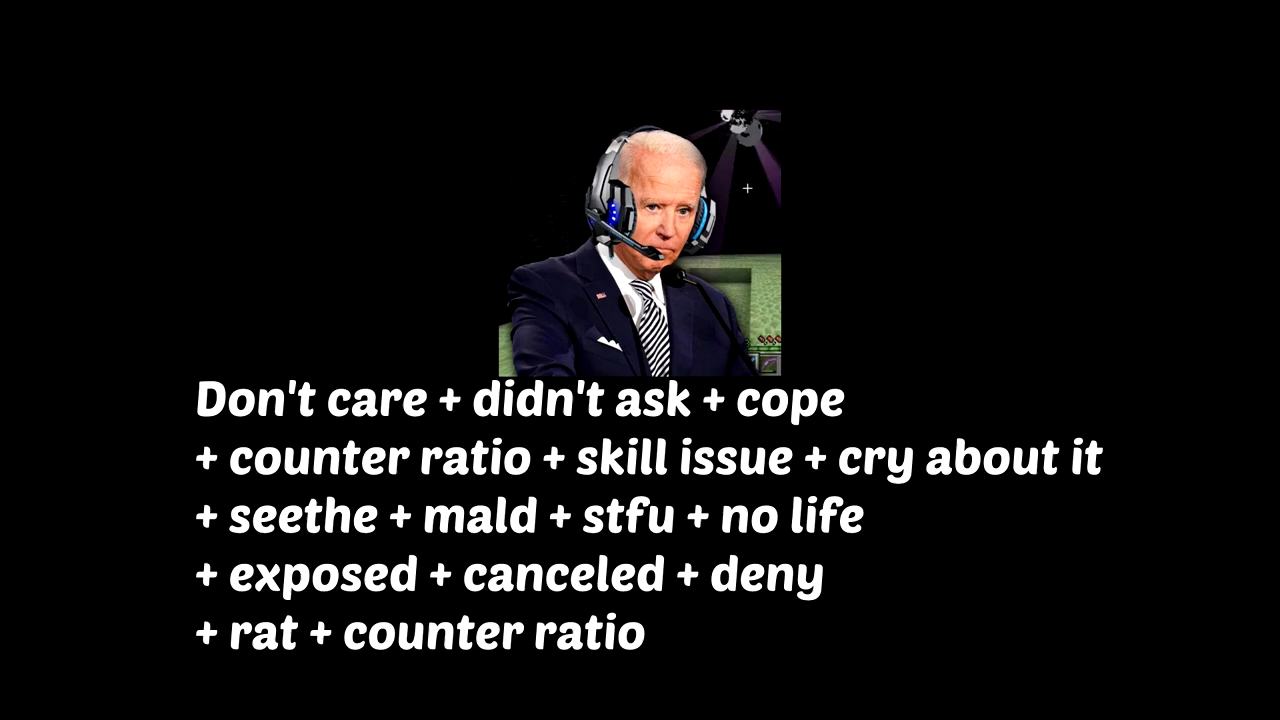 Don't care + didn't ask + cope
+ counter ratio + skill issue + cry about it
+ seethe + mald + stfu + no life
+ exposed + canceled + deny
+ rat + counter ratio